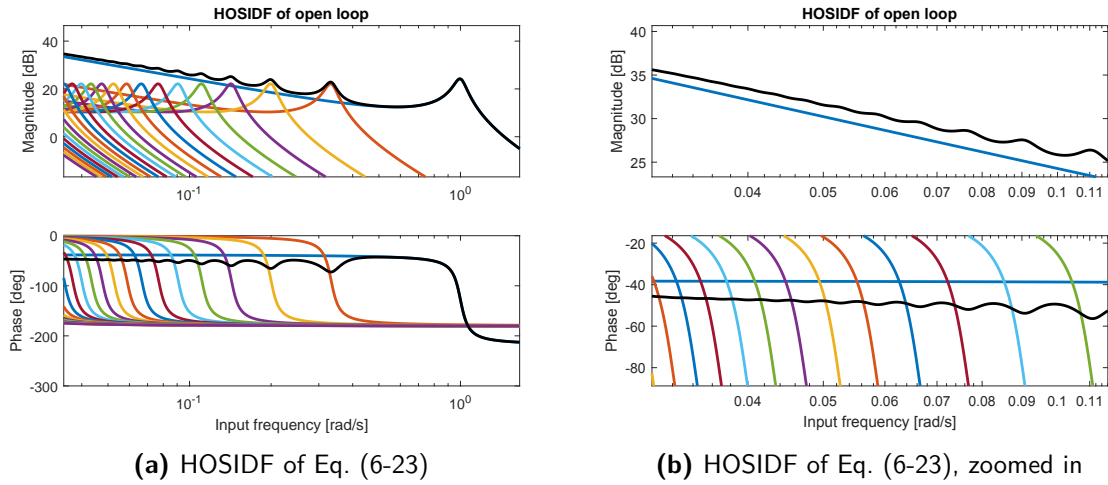 HOSIDF of open loop
Magnitude [dB]
40
20
0
10⁻¹
10⁰
Phase [deg]
0
-100
-200
-300
10⁻¹
10⁰
Input frequency [rad/s]
(a) HOSIDF of Eq. (6-23)
HOSIDF of open loop
Magnitude [dB]
40
35
30
25
0.04 0.05 0.06 0.07 0.08 0.09 0.1 0.11
Phase [deg]
-20
-40
-60
-80
0.04 0.05 0.06 0.07 0.08 0.09 0.1 0.11
Input frequency [rad/s]
(b) HOSIDF of Eq. (6-23), zoomed in